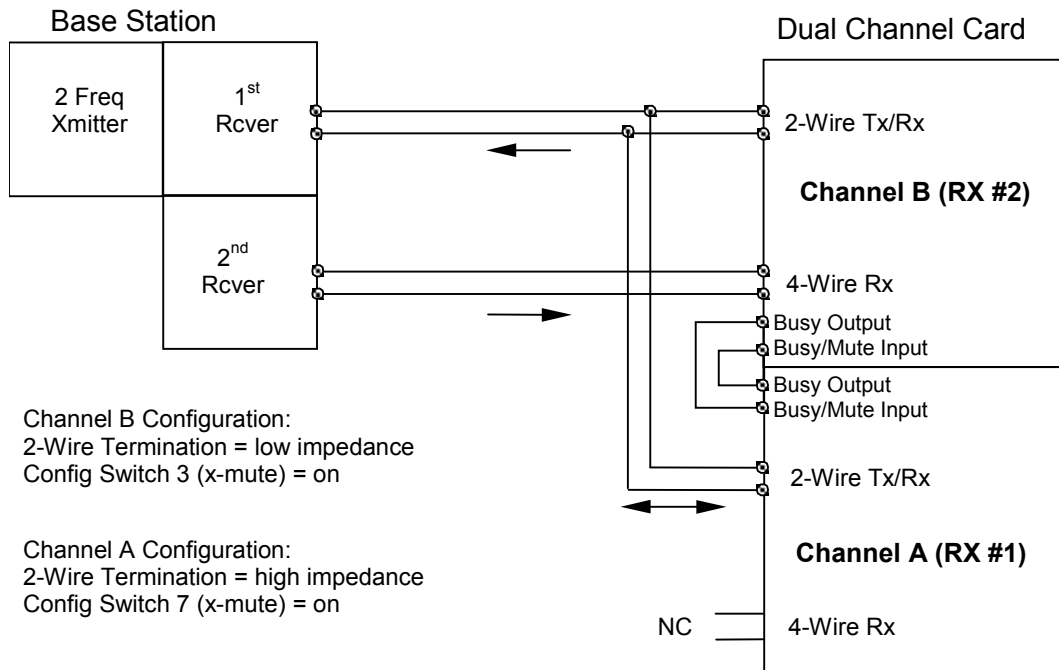 Base Station
Dual Channel Card
2 Freq
Xmitter
1st
Rcver
2nd
Rcver
2-Wire Tx/Rx
Channel B (RX #2)
4-Wire Rx
Busy Output
Busy/Mute Input
Busy Output
Busy/Mute Input
2-Wire Tx/Rx
Channel A (RX #1)
NC
4-Wire Rx
Channel B Configuration:
2-Wire Termination = low impedance
Config Switch 3 (x-mute) = on
Channel A Configuration:
2-Wire Termination = high impedance
Config Switch 7 (x-mute) = on